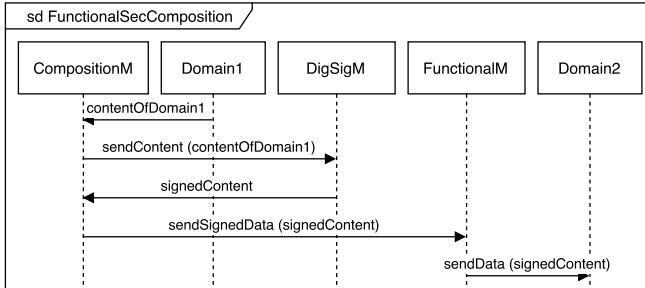 sd FunctionalSecComposition
CompositionM Domain1 DigSigM FunctionalM Domain2
contentOfDomain1
sendContent (contentOfDomain1)
signedContent
sendSignedData (signedContent)
sendData (signedContent)